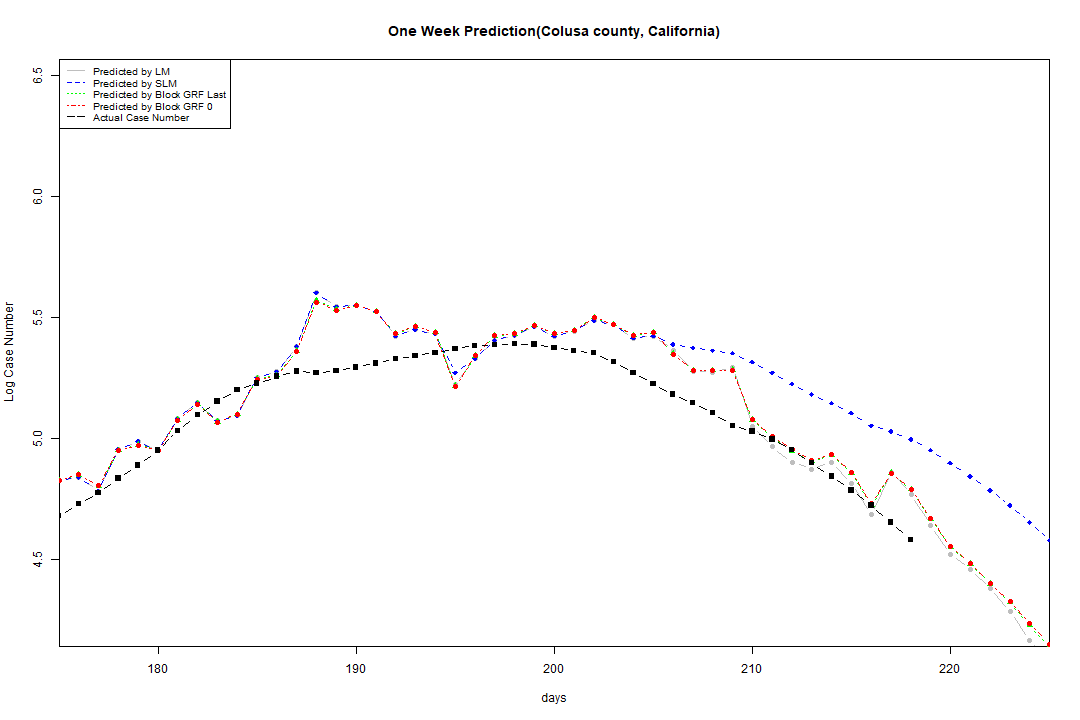 One Week Prediction(Colusa county, California)
Predicted by LM
Predicted by SLM
Predicted by Block GRF Last
Predicted by Block GRF 0
Actual Case Number
6.5
6.0
5.5
5.0
4.5
Log Case Number
180 190 200 210 220
days